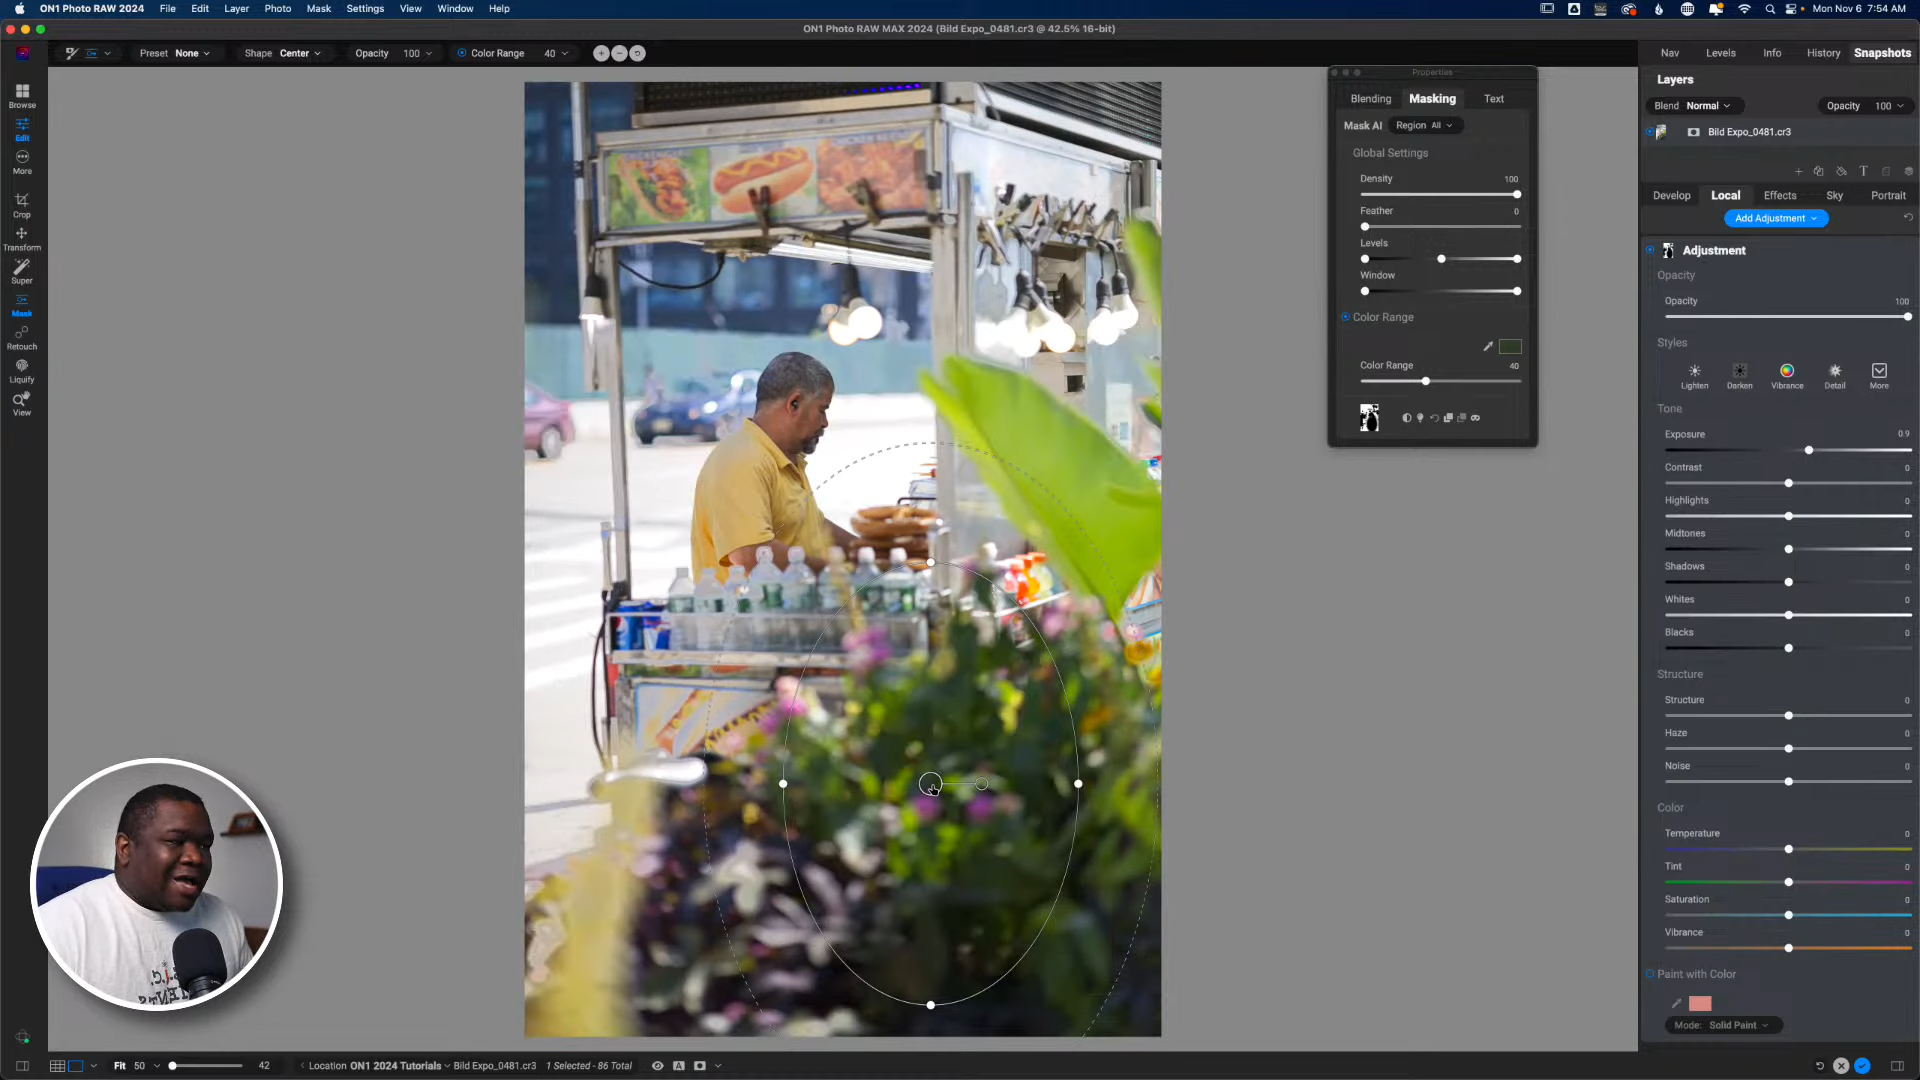 ON1 Photo RAW 2024 File Edit Layer Photo Mask Settings View Window Help Mon Nov 6 7:54 AM
ON1 Photo RAW MAX 2024 (Bild Expo_0481.cr3 @ 42.5% 16-bit)
Preset None Shape Center Opacity 100 Color Range 40
Nav Levels Info History Snapshots
Browse
Edit
More
Crop
Transform
Super
Mask
Retouch
Liquify
View
Properties
Blending Masking Text
Mask AI Region All
Global Settings
Density 100
Feather 0
Levels
Window
Color Range
Color Range 40
Layers
Blend Normal Opacity 100
Bild Expo_0481.cr3
Develop Local Effects Sky Portrait
Add Adjustment
Adjustment
Opacity
Opacity 100
Styles
Lighten Darken Vibrance Detail More
Tone
Exposure 0.9
Contrast 0
Highlights 0
Midtones 0
Shadows 0
Whites 0
Blacks 0
Structure
Structure 0
Haze 0
Noise 0
Color
Temperature 0
Tint 0
Saturation 0
Vibrance 0
Paint with Color
Mode: Solid Paint
Fit 50 42 Location ON1 2024 Tutorials Bild Expo_0481.cr3 1 Selected - 86 Total